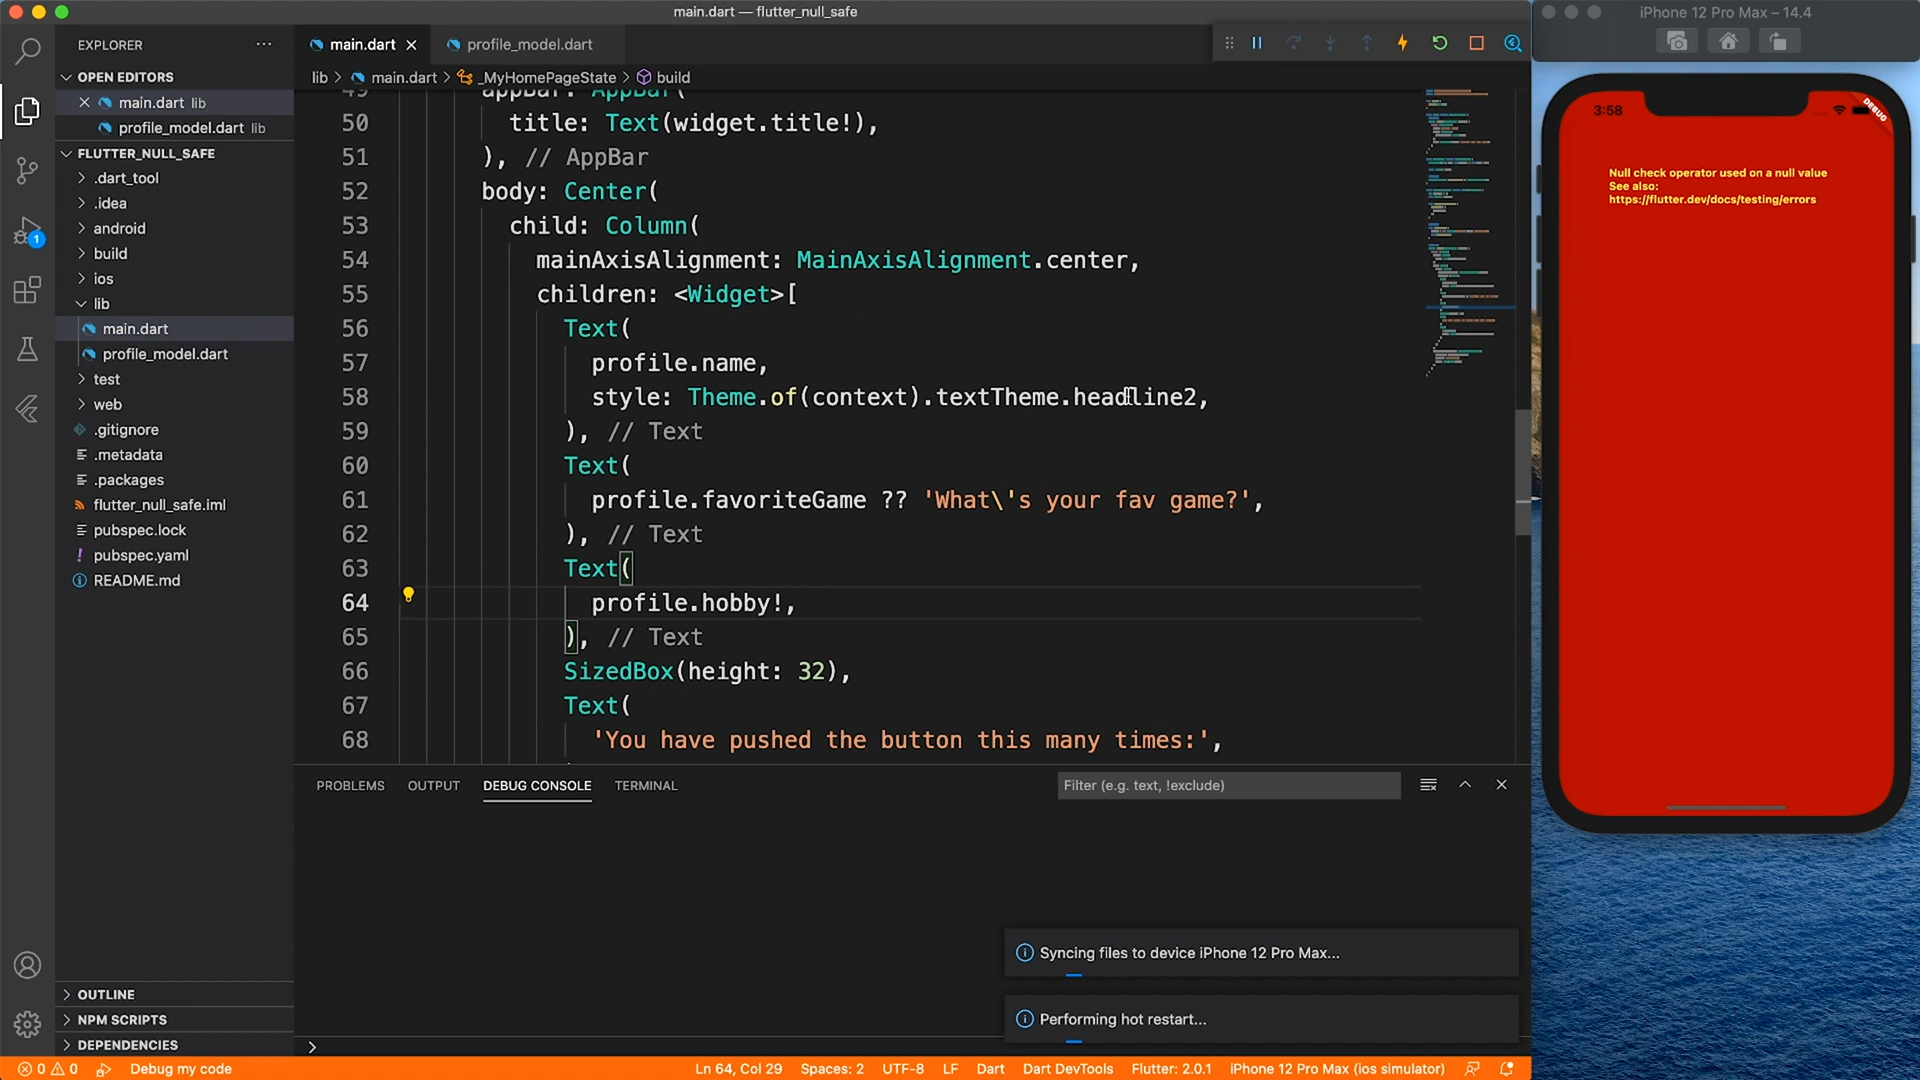 main.dart — flutter_null_safe
iPhone 12 Pro Max – 14.4
EXPLORER
OPEN EDITORS
main.dart lib
profile_model.dart lib
FLUTTER_NULL_SAFE
.dart_tool
.idea
android
build
ios
lib
main.dart
profile_model.dart
test
web
.gitignore
.metadata
.packages
flutter_null_safe.iml
pubspec.lock
pubspec.yaml
README.md
OUTLINE
NPM SCRIPTS
DEPENDENCIES
1
main.dart
profile_model.dart
lib > main.dart > _MyHomePageState > build
49 appBar: AppBar(
50 title: Text(widget.title!),
51 ), // AppBar
52 body: Center(
53 child: Column(
54 mainAxisAlignment: MainAxisAlignment.center,
55 children: <Widget>[
56 Text(
57 profile.name,
58 style: Theme.of(context).textTheme.headline2,
59 ), // Text
60 Text(
61 profile.favoriteGame ?? 'What\'s your fav game?',
62 ), // Text
63 Text(
64 profile.hobby!,
65 ), // Text
66 SizedBox(height: 32),
67 Text(
68 'You have pushed the button this many times:',
PROBLEMS OUTPUT DEBUG CONSOLE TERMINAL
Filter (e.g. text, !exclude)
Syncing files to device iPhone 12 Pro Max...
Performing hot restart...
>
0 0 Debug my code
Ln 64, Col 29 Spaces: 2 UTF-8 LF Dart Dart DevTools Flutter: 2.0.1 iPhone 12 Pro Max (ios simulator)
3:58
DEBUG
Null check operator used on a null value
See also:
https://flutter.dev/docs/testing/errors